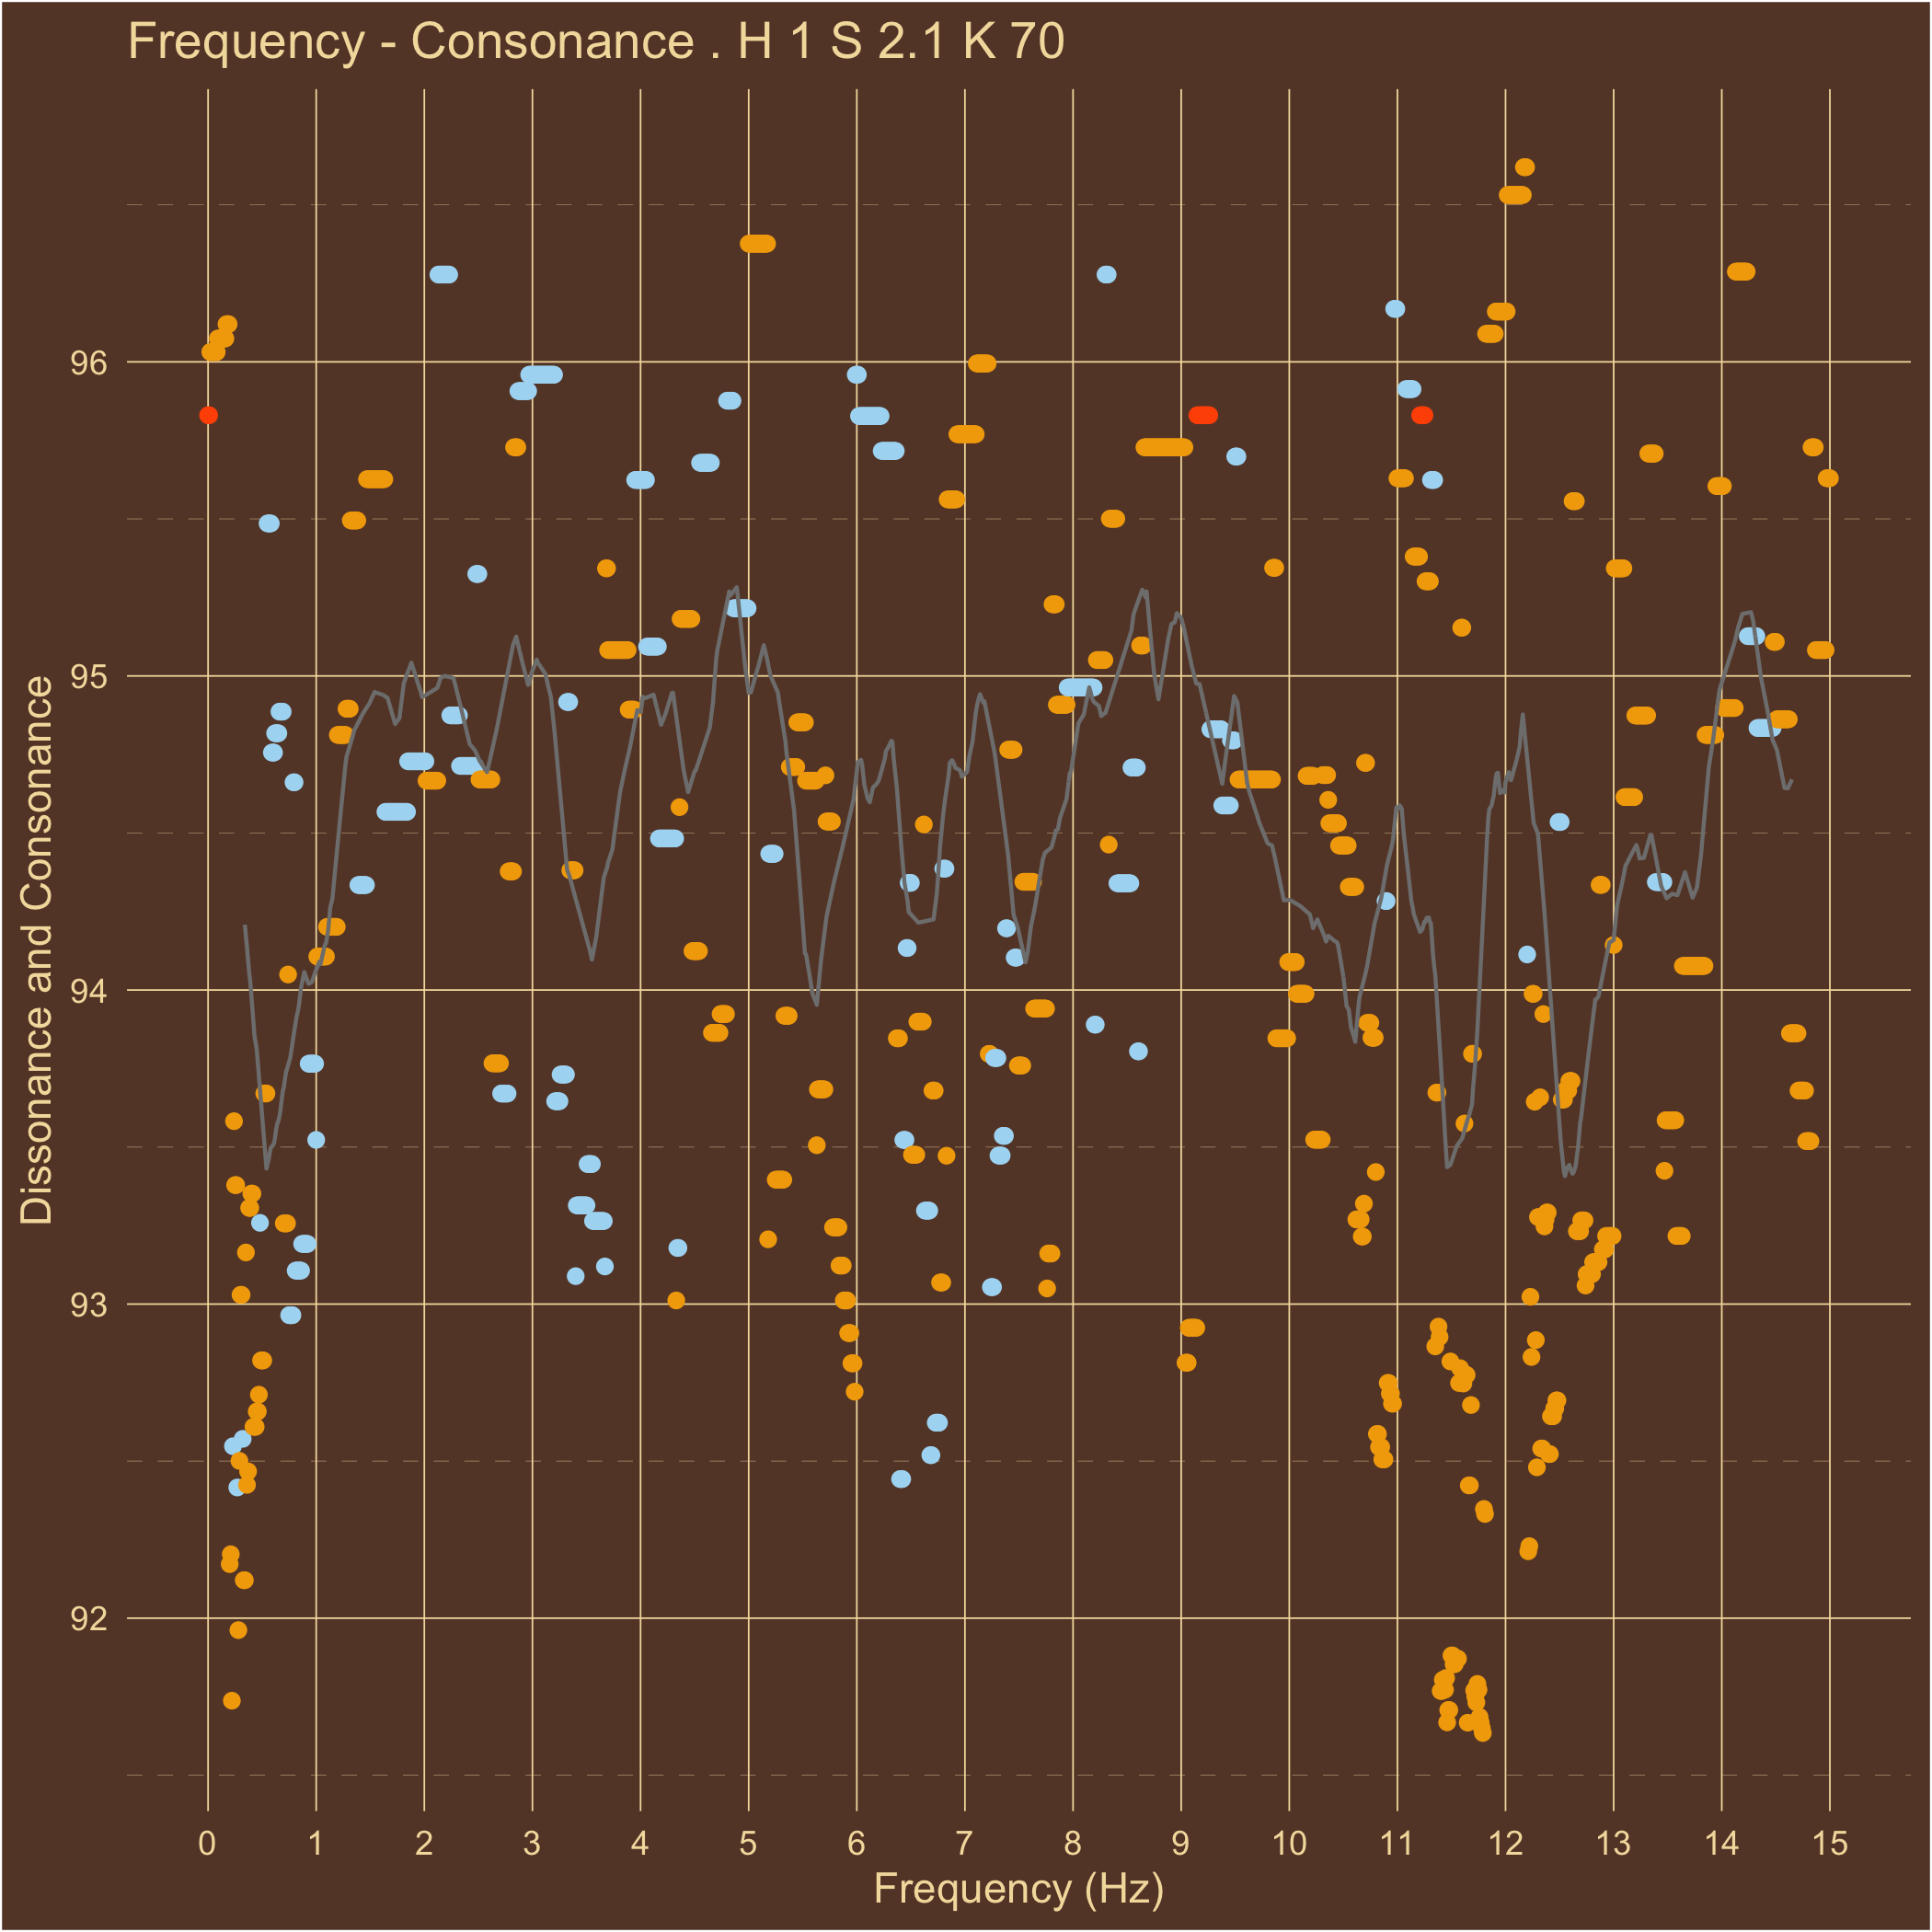 Frequency - Consonance . H 1 S 2.1 K 70
Dissonance and Consonance
96
95
94
93
92
0 1 2 3 4 5 6 7 8 9 10 11 12 13 14 15
Frequency (Hz)